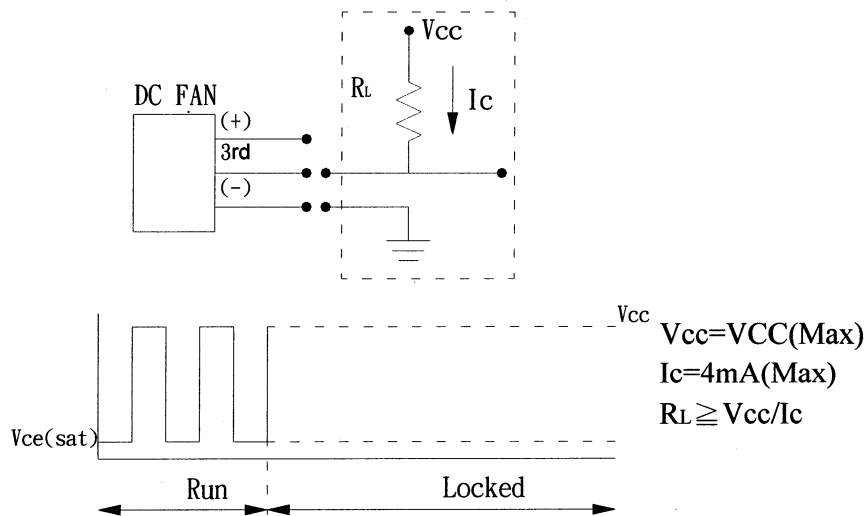 Vcc
RL
Ic
DC FAN
(+)
3rd
(-)
Vcc
Vcc=VCC(Max)
Ic=4mA(Max)
RL≧Vcc/Ic
Vce(sat)
Run
Locked